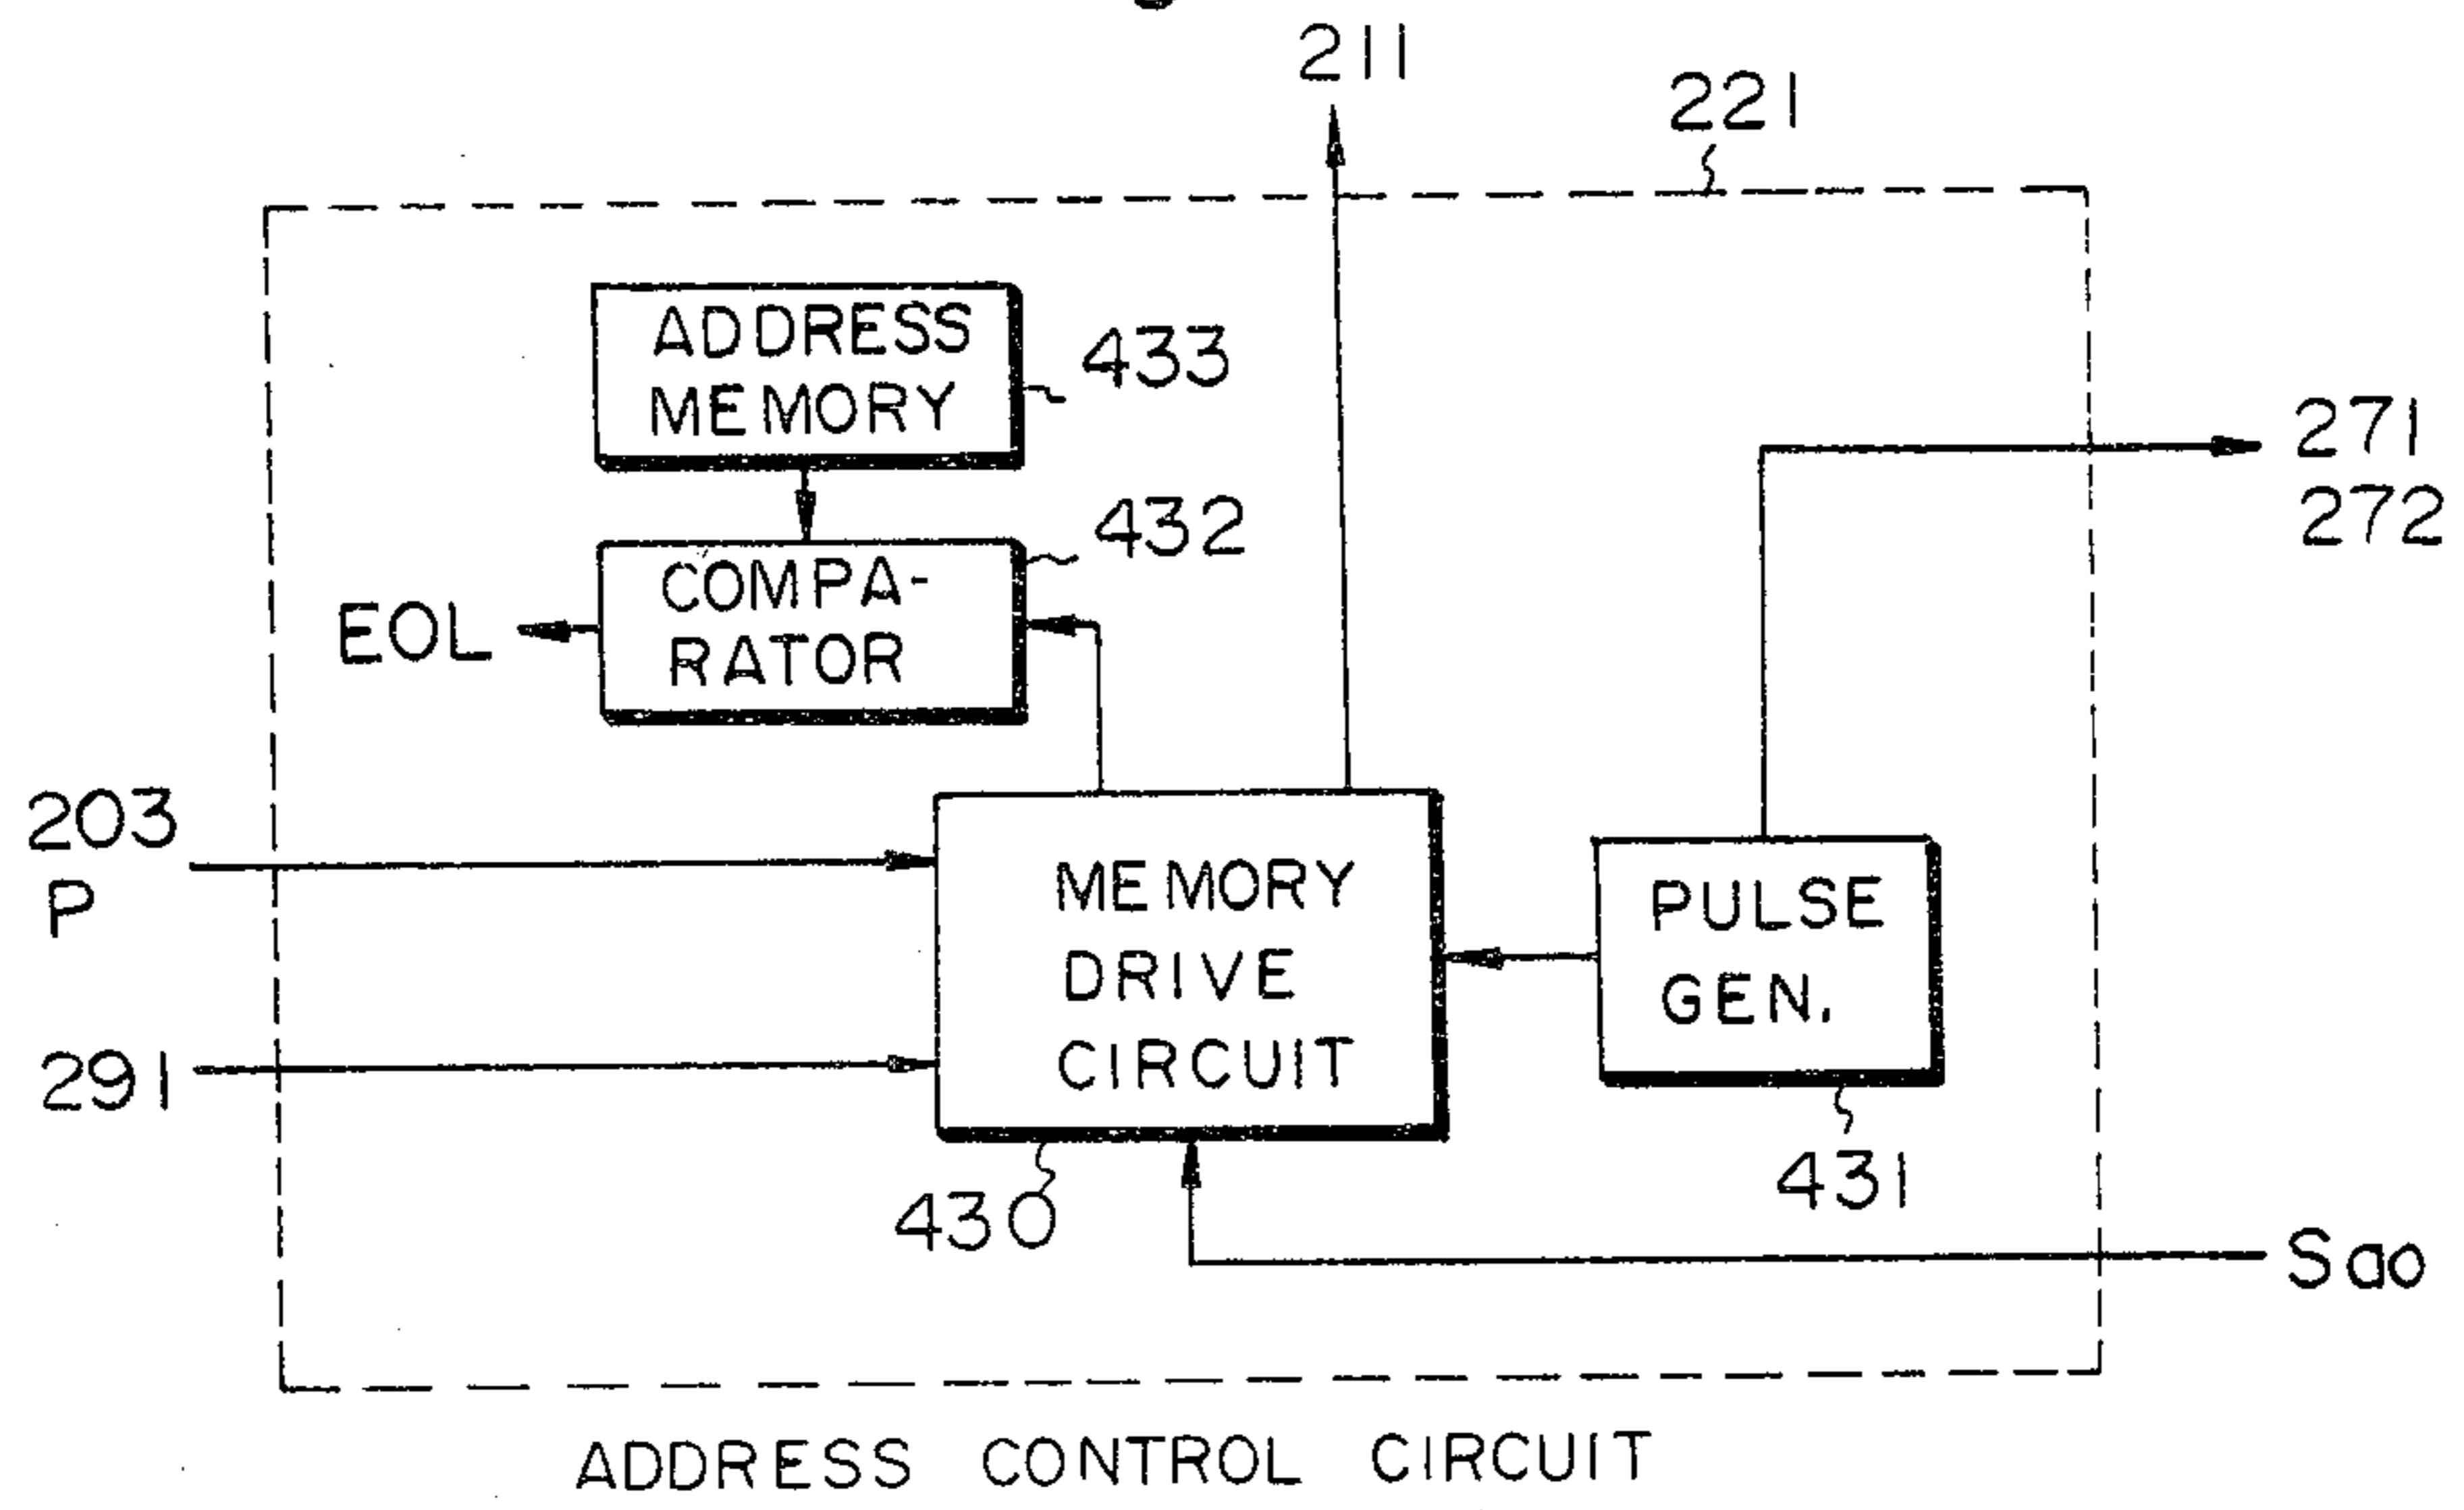 211
221
ADDRESS
MEMORY
433
271
272
432
COMPA-
RATOR
EOL
203
P
MEMORY
DRIVE
CIRCUIT
PULSE
GEN.
291
430
431
Sao
ADDRESS CONTROL CIRCUIT